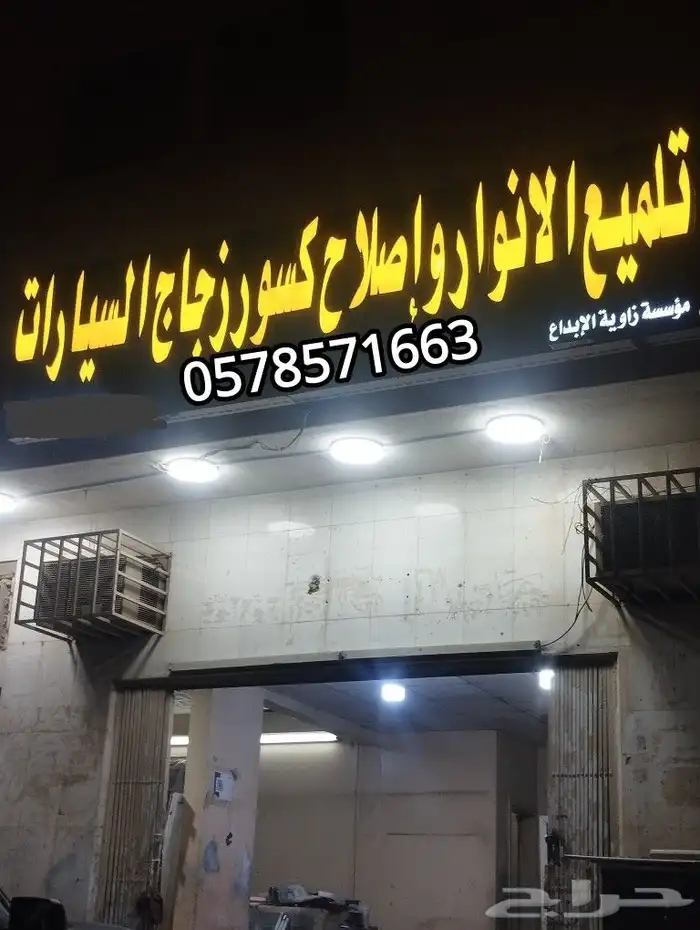 تلميع الانوار وإصلاح كسور زجاج السيارات
مؤسسة زاوية الإبداع
0578571663
حراج